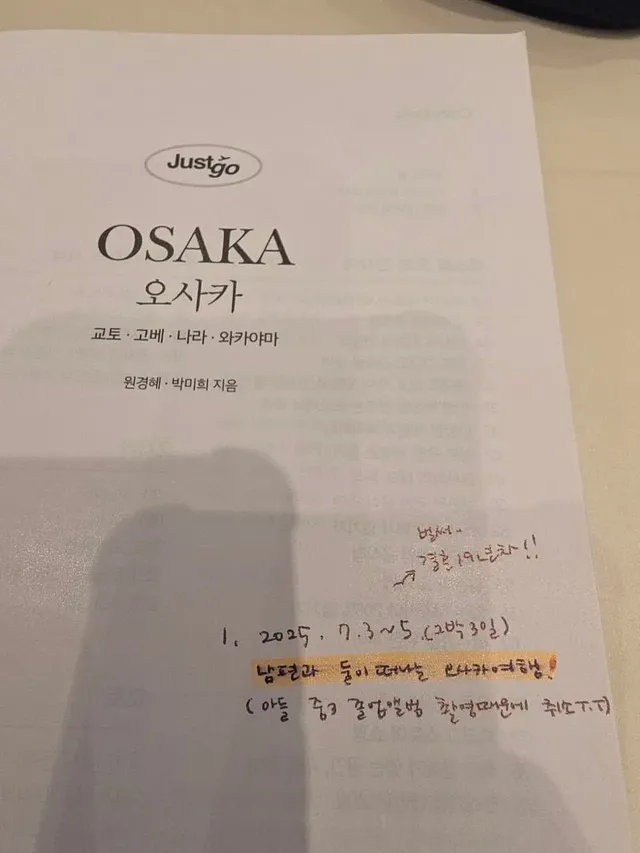 Just go
OSAKA
오사카
교토 · 고베 · 나라 · 와카야마
원경혜 · 박미희 지음
벌써..
결혼 19년차!!
1. 2025. 7. 3~5. (2박 3일)
남편과 둘이 떠나는 오사카여행!
(아들 중3 졸업앨범 촬영때문에 취소T.T)